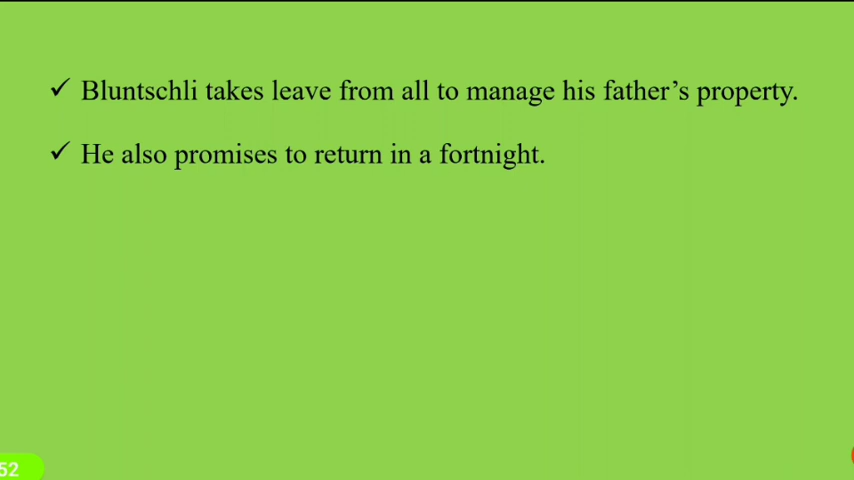 ✓ Bluntschli takes leave from all to manage his father’s property.
✓ He also promises to return in a fortnight.
52